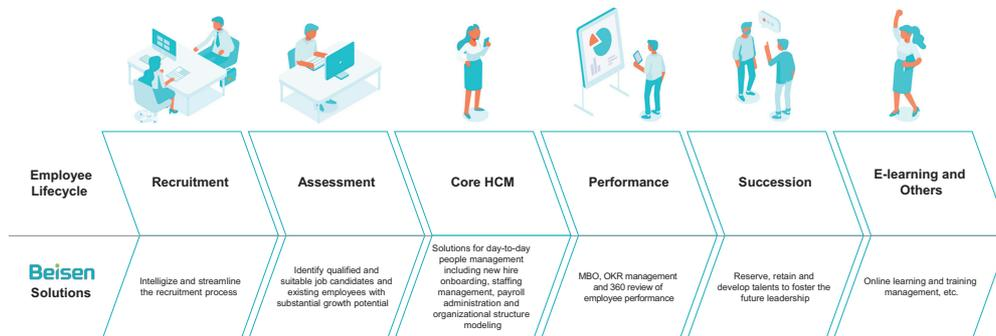 Employee
Lifecycle
Recruitment
Assessment
Core HCM
Performance
Succession
E-learning and
Others
Beisen
Solutions
Intelligize and streamline
the recruitment process
Identify qualified and
suitable job candidates and
existing employees with
substantial growth potential
Solutions for day-to-day
people management
including new hire
onboarding, staffing
management, payroll
administration and
organizational structure
modeling
MBO, OKR management
and 360 review of
employee performance
Reserve, retain and
develop talents to foster the
future leadership
Online learning and training
management, etc.